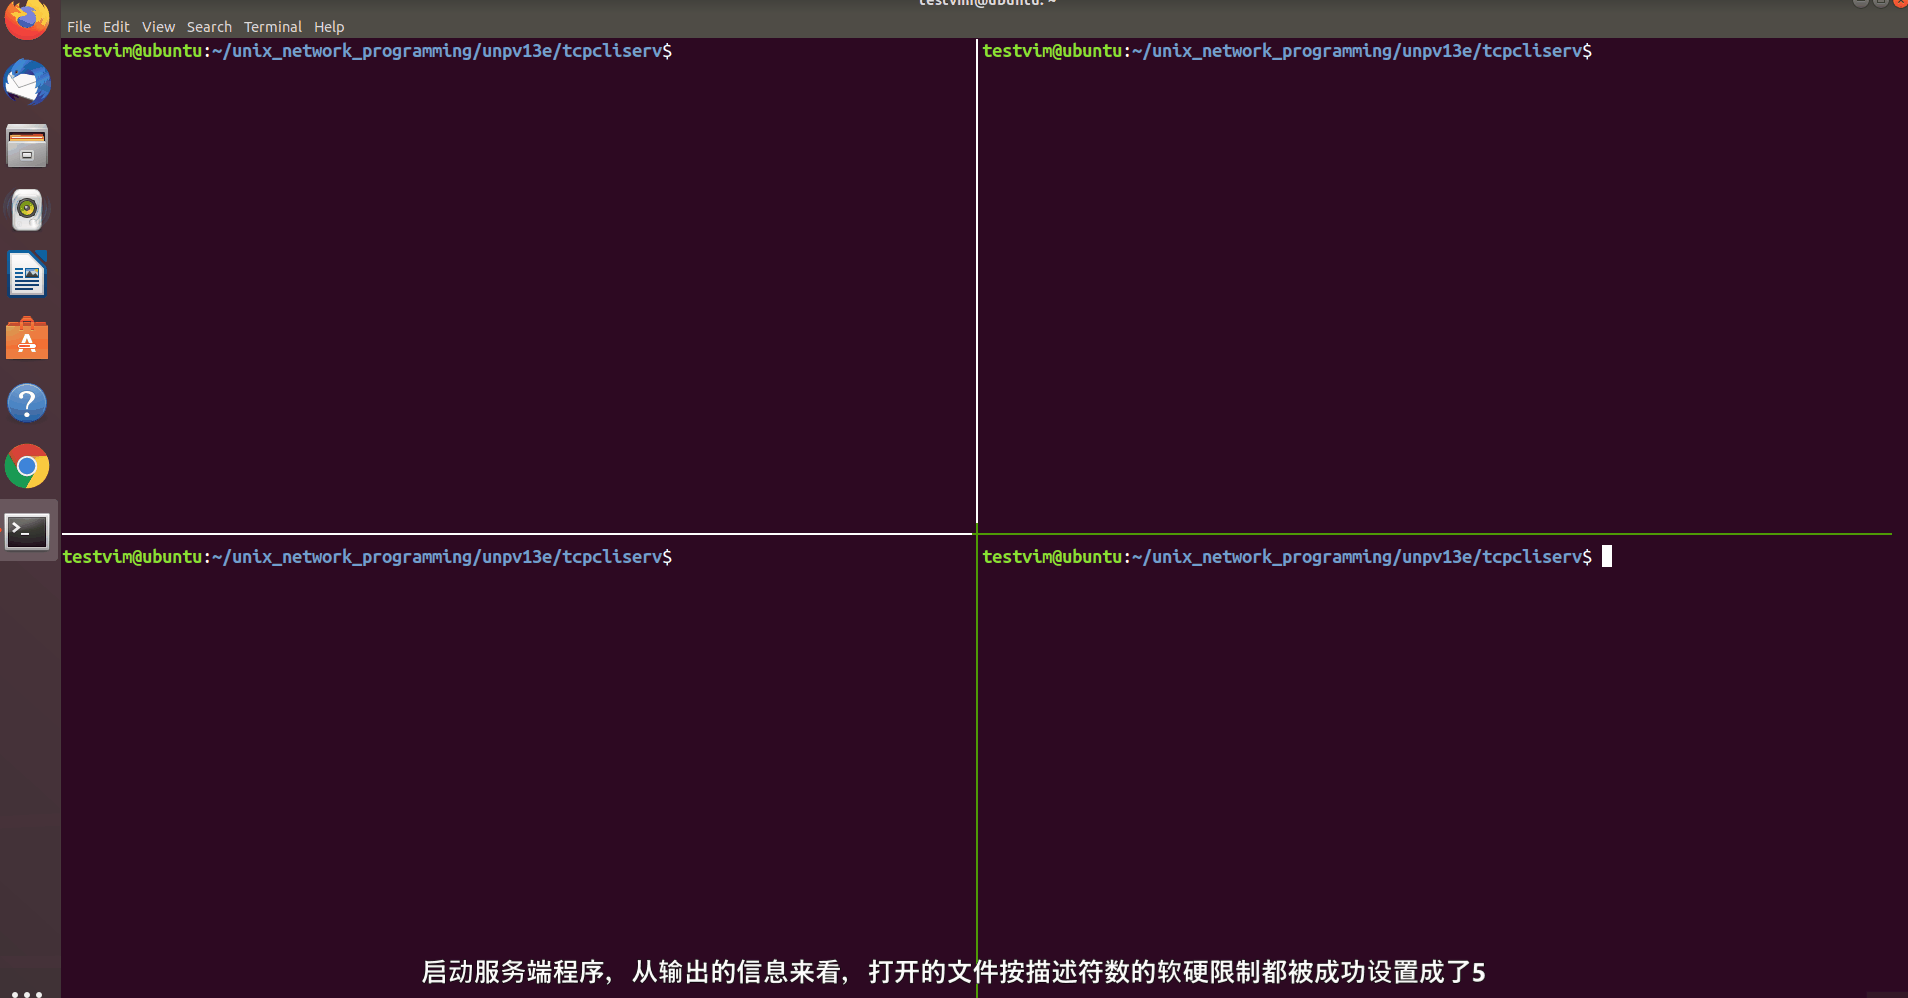 testvim@ubuntu: ~
File Edit View Search Terminal Help
testvim@ubuntu:~/unix_network_programming/unpv13e/tcpcliserv$
testvim@ubuntu:~/unix_network_programming/unpv13e/tcpcliserv$
testvim@ubuntu:~/unix_network_programming/unpv13e/tcpcliserv$
testvim@ubuntu:~/unix_network_programming/unpv13e/tcpcliserv$
启动服务端程序，从输出的信息来看，打开的文件按描述符数的软硬限制都被成功设置成了5